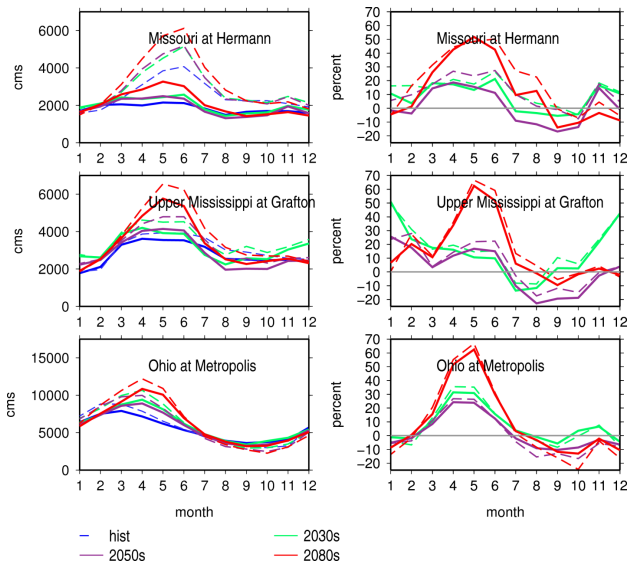 Missouri at Hermann
Missouri at Hermann
cms
6000
4000
2000
0
1 2 3 4 5 6 7 8 9 10 11 12
percent
70
60
50
40
30
20
10
0
−10
−20
1 2 3 4 5 6 7 8 9 10 11 12
Upper Mississippi at Grafton
Upper Mississippi at Grafton
cms
6000
4000
2000
0
1 2 3 4 5 6 7 8 9 10 11 12
percent
70
60
50
40
30
20
10
0
−10
−20
1 2 3 4 5 6 7 8 9 10 11 12
Ohio at Metropolis
Ohio at Metropolis
cms
15000
10000
5000
0
1 2 3 4 5 6 7 8 9 10 11 12
percent
70
60
50
40
30
20
10
0
−10
−20
1 2 3 4 5 6 7 8 9 10 11 12
month
month
hist
2030s
2050s
2080s